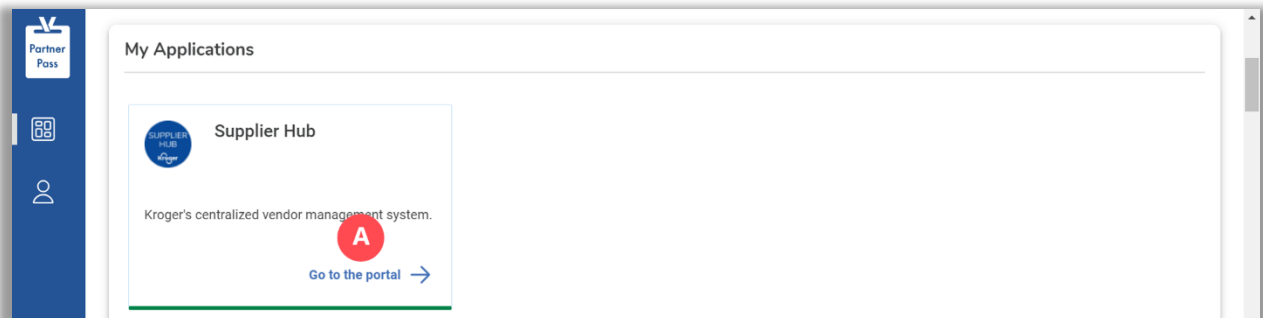 Partner
Pass
My Applications
SUPPLIER
HUB
Kroger
Supplier Hub
Kroger's centralized vendor management system.
A
Go to the portal